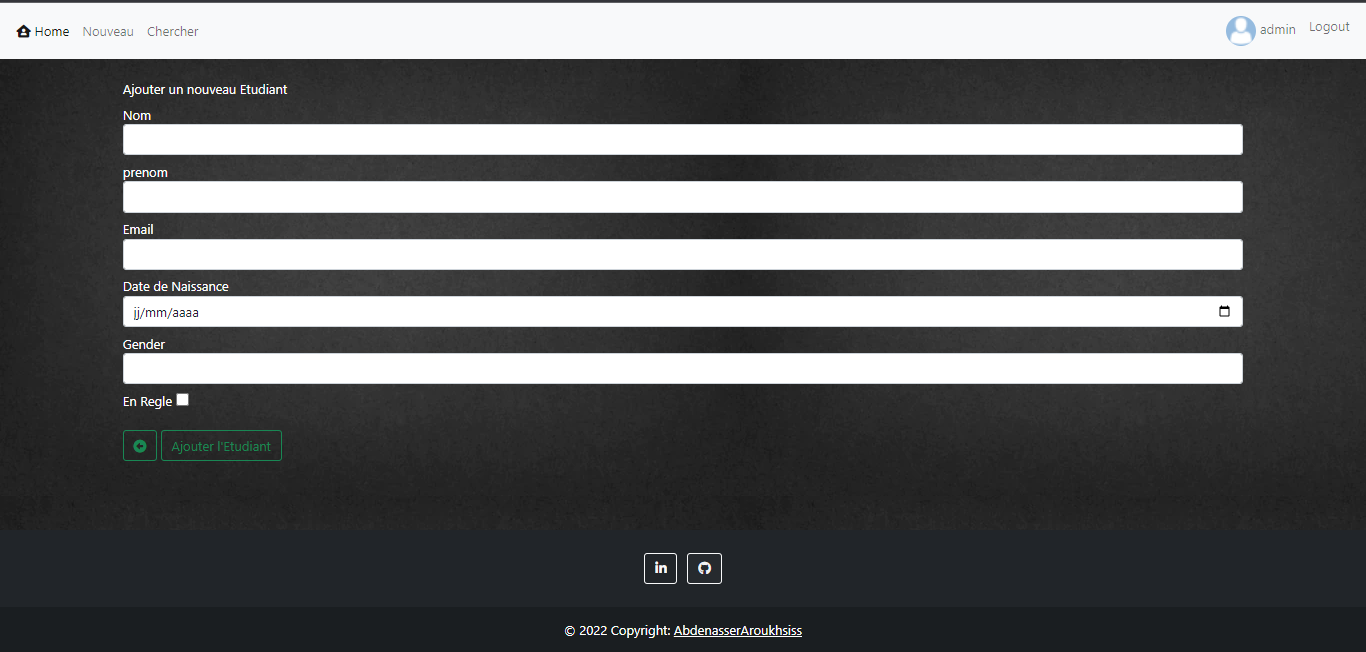 Home Nouveau Chercher admin Logout
Ajouter un nouveau Etudiant
Nom
prenom
Email
Date de Naissance
jj/mm/aaaa
Gender
En Regle
Ajouter l'Etudiant
in
© 2022 Copyright: AbdenasserAroukhsiss